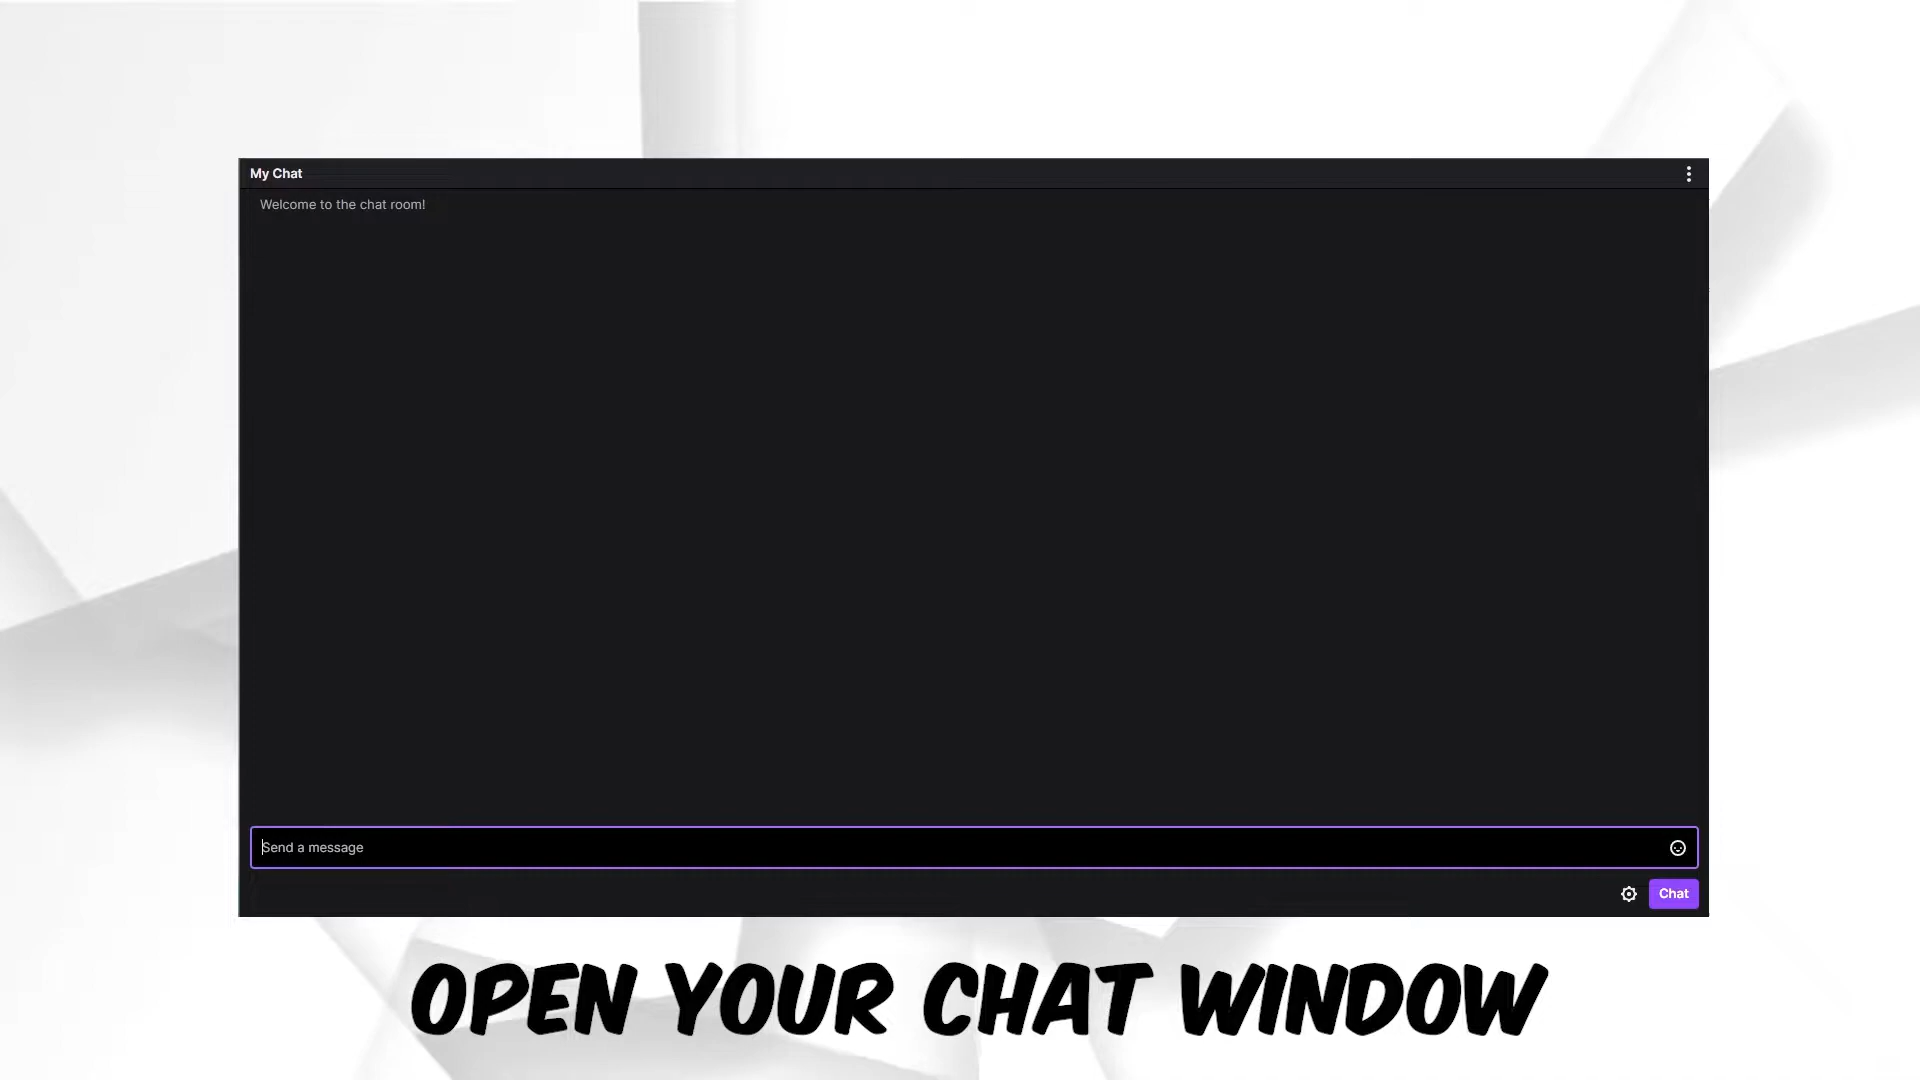 My Chat
Welcome to the chat room!
Send a message
Chat
OPEN YOUR CHAT WINDOW